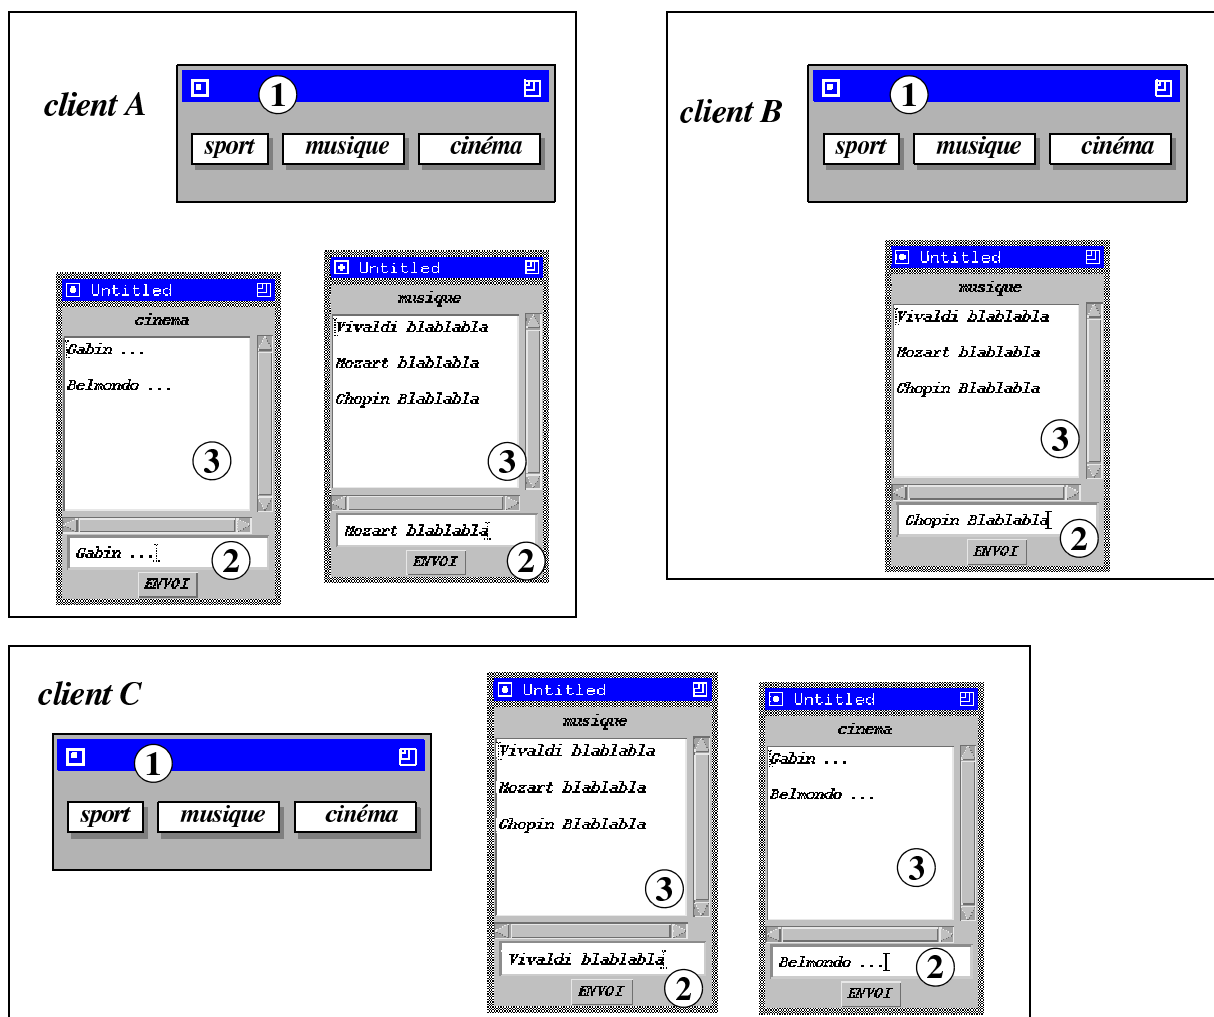 client A
1
sport musique cinéma
Untitled
cinema
Gabin ...
Belmondo ...
3
Gabin ...
2
ENVOI
Untitled
musique
Vivaldi blablabla
Mozart blablabla
Chopin Blablabla
3
Mozart blablabla
2
ENVOI
client B
1
sport musique cinéma
Untitled
musique
Vivaldi blablabla
Mozart blablabla
Chopin Blablabla
3
Chopin Blablabla
2
ENVOI
client C
1
sport musique cinéma
Untitled
musique
Vivaldi blablabla
Mozart blablabla
Chopin Blablabla
3
Vivaldi blablabla
2
ENVOI
Untitled
cinema
Gabin ...
Belmondo ...
3
Belmondo ...
2
ENVOI